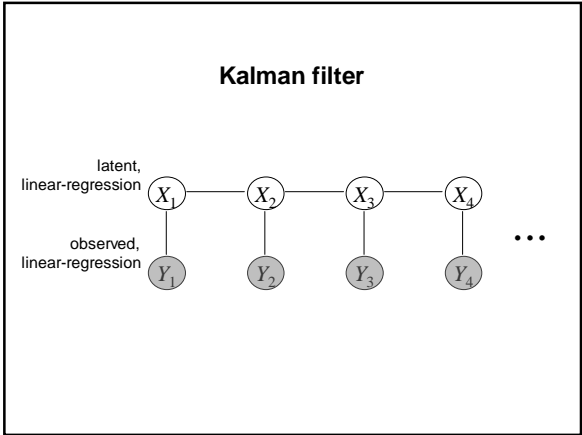 Kalman filter
latent,
linear-regression
X₁ X₂ X₃ X₄
...
observed,
linear-regression
Y₁ Y₂ Y₃ Y₄